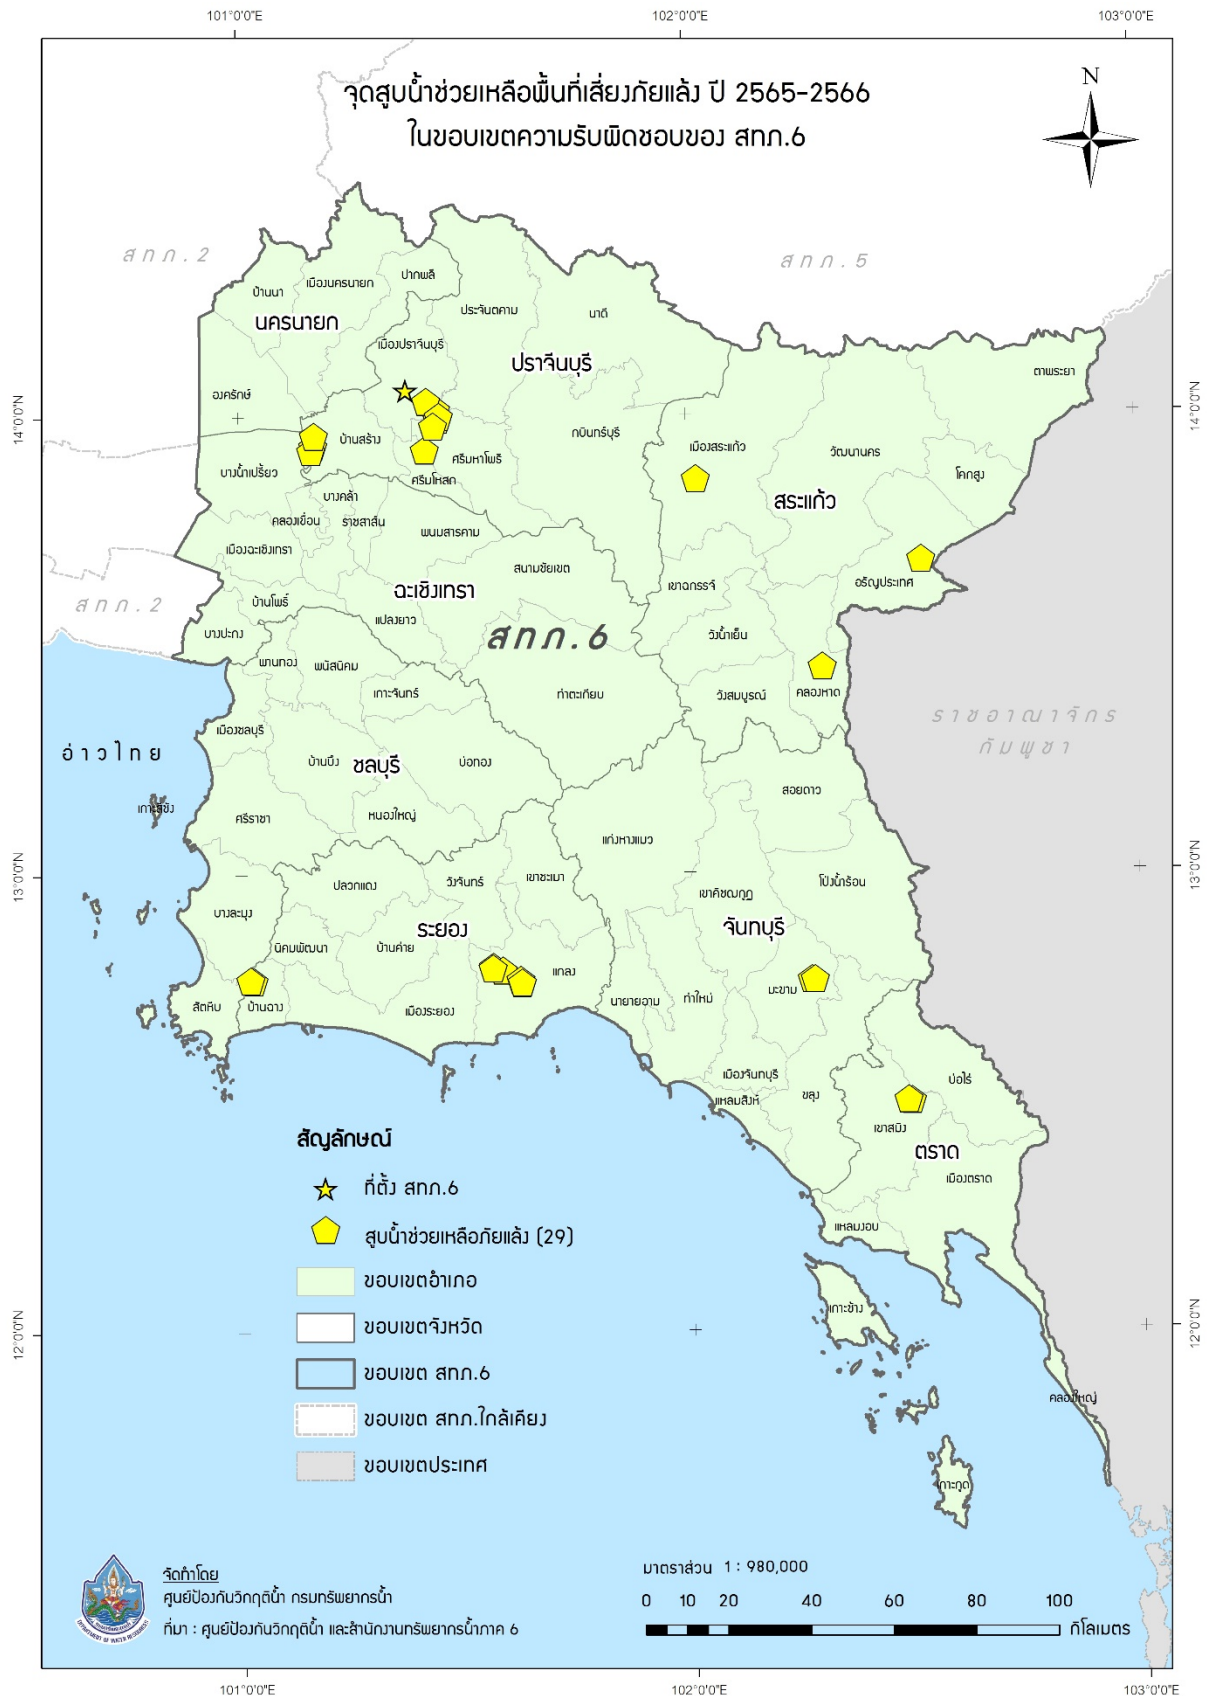 101°0'0"E
102°0'0"E
103°0'0"E
จุดสูบน้ำช่วยเหลือพื้นที่เสี่ยงภัยแล้ง ปี 2565-2566
ในขอบเขตความรับผิดชอบของ สทภ.6
N
สทภ.2
สทภ.5
ปากพลี
เมืองนครนายก
บ้านนา
นครนายก
ประจันตคาม
นาดี
เมืองปราจีนบุรี
ปราจีนบุรี
ตาพระยา
องครักษ์
14°0'0"N
14°0'0"N
บ้านสร้าง
กบินทร์บุรี
เมืองสระแก้ว
วัฒนานคร
ศรีมหาโพธิ
บางน้ำเปรี้ยว
ศรีมโหสถ
โคกสูง
บางคล้า
สระแก้ว
คลองเขื่อน
ราชสาส์น
พนมสารคาม
เมืองฉะเชิงเทรา
สนามชัยเขต
อรัญประเทศ
ฉะเชิงเทรา
เขาฉกรรจ์
สทภ.2
บ้านโพธิ์
แปลงยาว
บางปะกง
สทภ.6
วังน้ำเย็น
พานทอง
พนัสนิคม
เกาะจันทร์
ท่าตะเกียบ
วังสมบูรณ์
คลองหาด
ราชอาณาจักร
กัมพูชา
เมืองชลบุรี
อ่าวไทย
บ้านบึง
ชลบุรี
บ่อทอง
สอยดาว
เกาะสีชัง
ศรีราชา
หนองใหญ่
แก่งหางแมว
13°0'0"N
13°0'0"N
ปลวกแดง
วังจันทร์
เขาชะเมา
เขาคิชฌกูฏ
โป่งน้ำร้อน
บางละมุง
ระยอง
จันทบุรี
นิคมพัฒนา
บ้านค่าย
แกลง
มะขาม
สัตหีบ
บ้านฉาง
เมืองระยอง
นายายอาม
ท่าใหม่
เมืองจันทบุรี
บ่อไร่
แหลมสิงห์
ขลุง
เขาสมิง
ตราด
เมืองตราด
แหลมงอบ
สัญลักษณ์
ที่ตั้ง สทภ.6
สูบน้ำช่วยเหลือภัยแล้ง (29)
ขอบเขตอำเภอ
ขอบเขตจังหวัด
ขอบเขต สทภ.6
ขอบเขต สทภ.ใกล้เคียง
ขอบเขตประเทศ
เกาะช้าง
12°0'0"N
12°0'0"N
คลองใหญ่
เกาะกูด
จัดทำโดย
ศูนย์ป้องกันวิกฤติน้ำ กรมทรัพยากรน้ำ
ที่มา : ศูนย์ป้องกันวิกฤติน้ำ และสำนักงานทรัพยากรน้ำภาค 6
DEPARTMENT OF WATER RESOURCES
มาตราส่วน 1 : 980,000
0 10 20 40 60 80 100
กิโลเมตร
101°0'0"E
102°0'0"E
103°0'0"E